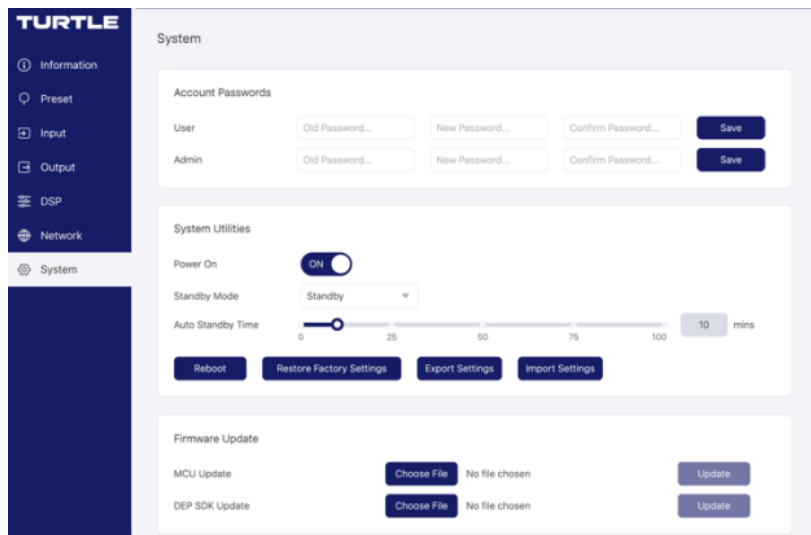 TURTLE
Information
Preset
Input
Output
DSP
Network
System
System
Account Passwords
User Old Password... New Password... Confirm Password... Save
Admin Old Password... New Password... Confirm Password... Save
System Utilities
Power On ON
Standby Mode Standby
Auto Standby Time 0 25 50 75 100 10 mins
Reboot Restore Factory Settings Export Settings Import Settings
Firmware Update
MCU Update Choose File No file chosen Update
DEP SDK Update Choose File No file chosen Update